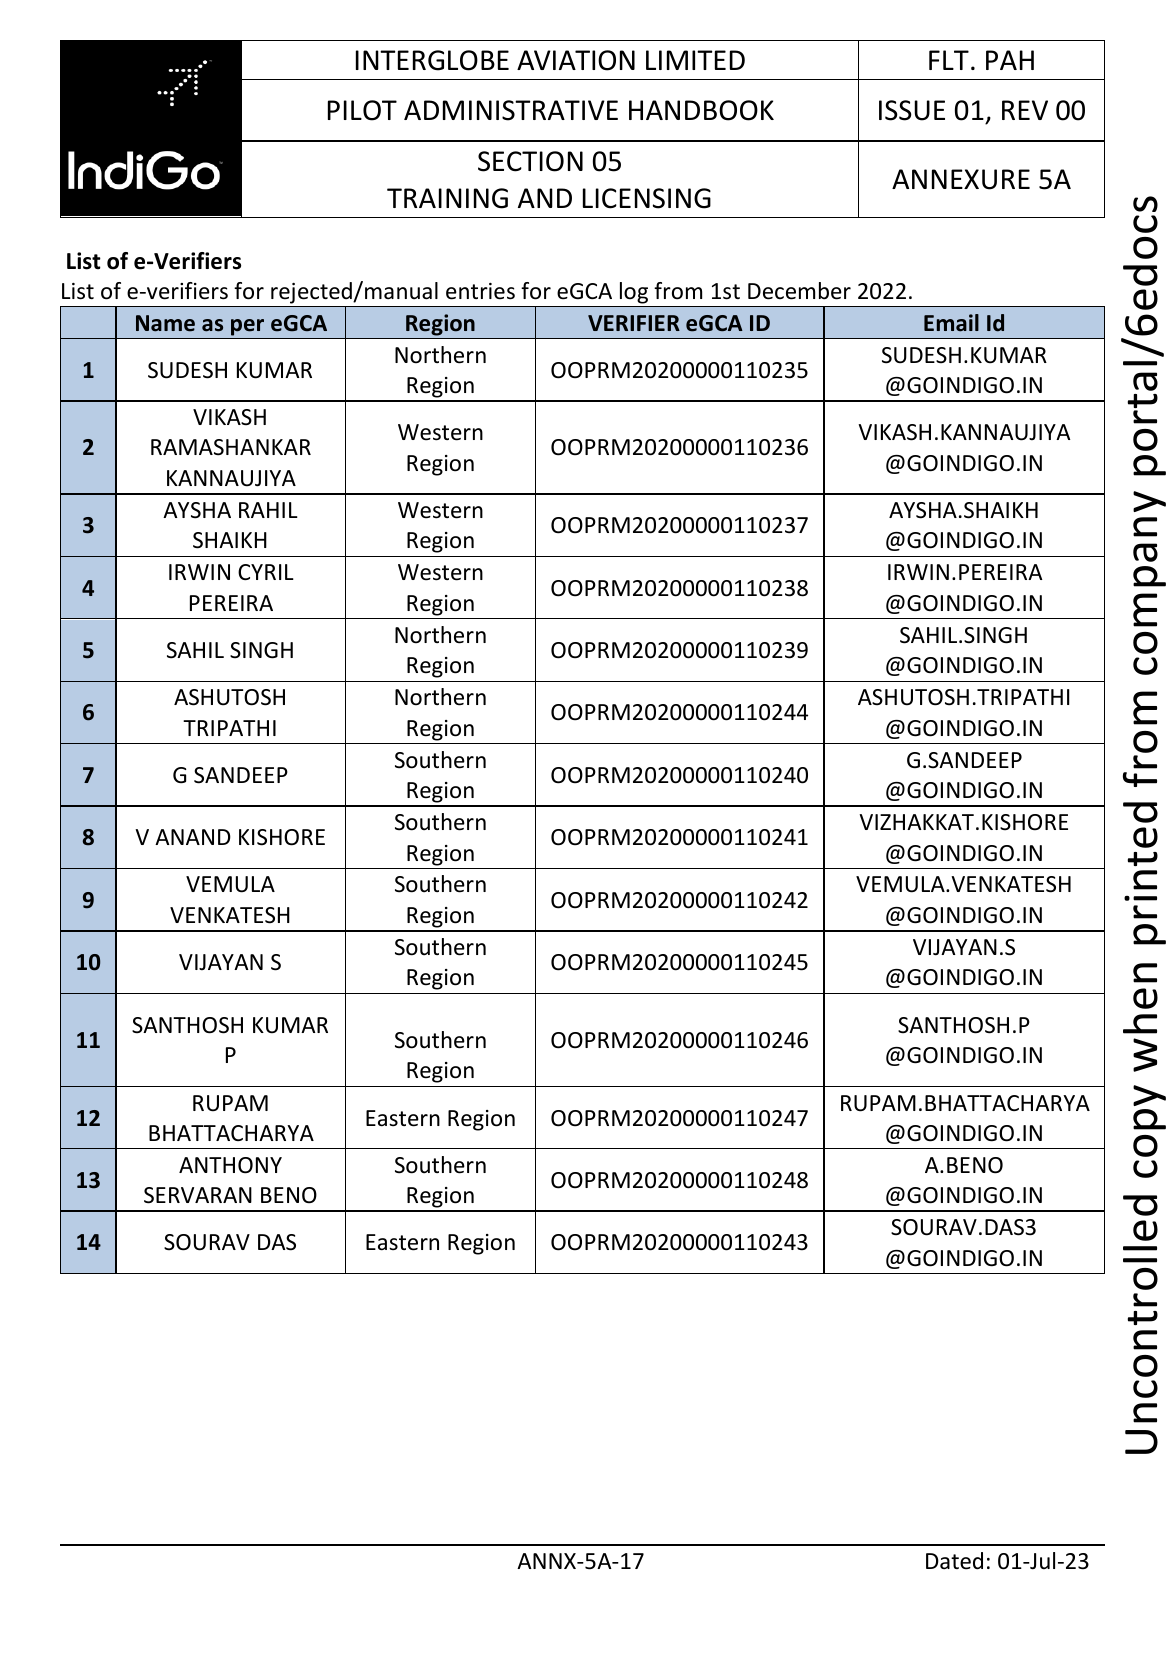 IndiGo
INTERGLOBE AVIATION LIMITED
FLT. PAH
PILOT ADMINISTRATIVE HANDBOOK
ISSUE 01, REV 00
SECTION 05
TRAINING AND LICENSING
ANNEXURE 5A
List of e-Verifiers
List of e-verifiers for rejected/manual entries for eGCA log from 1st December 2022.
Name as per eGCA Region VERIFIER eGCA ID Email Id
1 SUDESH KUMAR Northern Region OOPRM20200000110235 SUDESH.KUMAR @GOINDIGO.IN
2 VIKASH RAMASHANKAR KANNAUJIYA Western Region OOPRM20200000110236 VIKASH.KANNAUJIYA @GOINDIGO.IN
3 AYSHA RAHIL SHAIKH Western Region OOPRM20200000110237 AYSHA.SHAIKH @GOINDIGO.IN
4 IRWIN CYRIL PEREIRA Western Region OOPRM20200000110238 IRWIN.PEREIRA @GOINDIGO.IN
5 SAHIL SINGH Northern Region OOPRM20200000110239 SAHIL.SINGH @GOINDIGO.IN
6 ASHUTOSH TRIPATHI Northern Region OOPRM20200000110244 ASHUTOSH.TRIPATHI @GOINDIGO.IN
7 G SANDEEP Southern Region OOPRM20200000110240 G.SANDEEP @GOINDIGO.IN
8 V ANAND KISHORE Southern Region OOPRM20200000110241 VIZHAKKAT.KISHORE @GOINDIGO.IN
9 VEMULA VENKATESH Southern Region OOPRM20200000110242 VEMULA.VENKATESH @GOINDIGO.IN
10 VIJAYAN S Southern Region OOPRM20200000110245 VIJAYAN.S @GOINDIGO.IN
11 SANTHOSH KUMAR P Southern Region OOPRM20200000110246 SANTHOSH.P @GOINDIGO.IN
12 RUPAM BHATTACHARYA Eastern Region OOPRM20200000110247 RUPAM.BHATTACHARYA @GOINDIGO.IN
13 ANTHONY SERVARAN BENO Southern Region OOPRM20200000110248 A.BENO @GOINDIGO.IN
14 SOURAV DAS Eastern Region OOPRM20200000110243 SOURAV.DAS3 @GOINDIGO.IN
ANNX-5A-17
Dated: 01-Jul-23
Uncontrolled copy when printed from company portal/6edocs